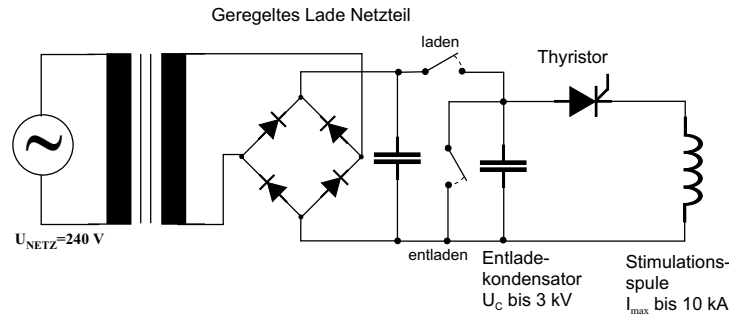 Geregeltes Lade Netzteil
laden
Thyristor
U_NETZ=240 V
entladen
Entlade-
kondensator
U_C bis 3 kV
Stimulations-
spule
I_max bis 10 kA